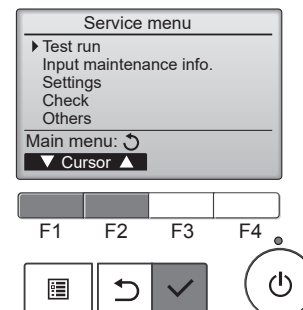 Service menu
Test run
Input maintenance info.
Settings
Check
Others
Main menu:
Cursor
F1 F2 F3 F4